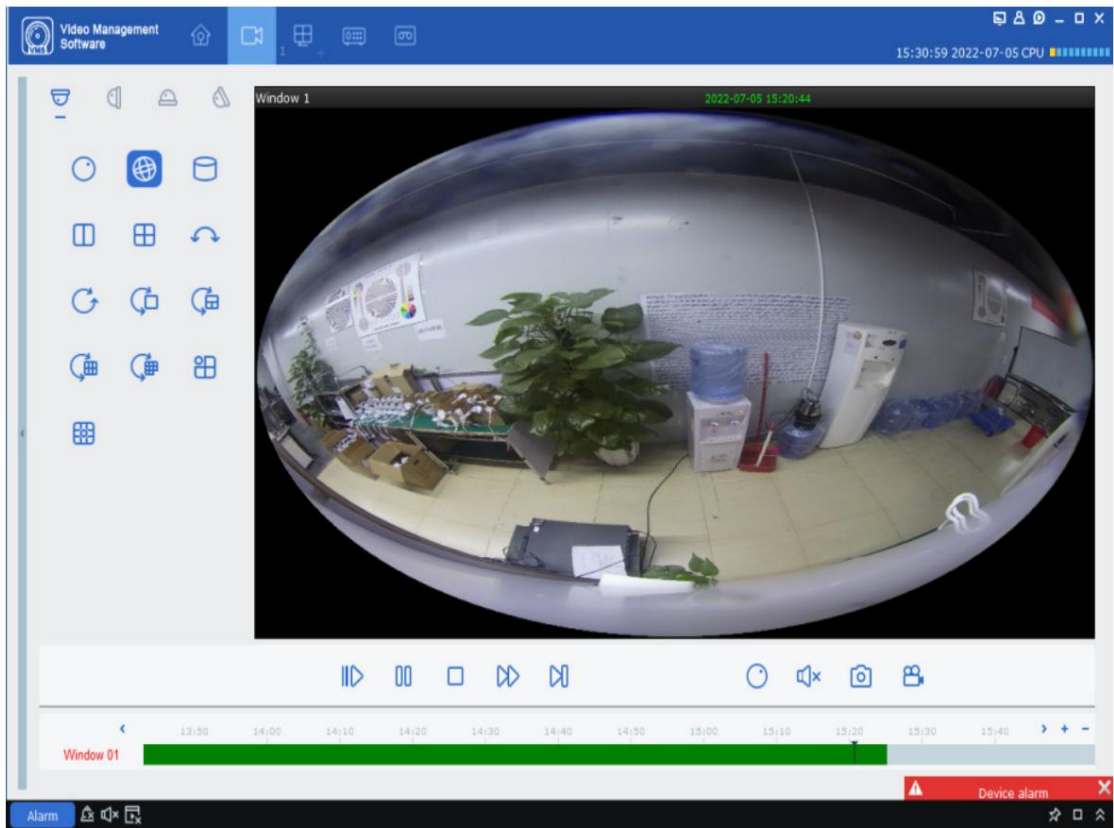 Video Management
Software
VMS
1
15:30:59 2022-07-05 CPU
Window 1
2022-07-05 15:20:44
13:50 14:00 14:10 14:20 14:30 14:40 14:50 15:00 15:10 15:20 15:30 15:40
Window 01
Device alarm
Alarm